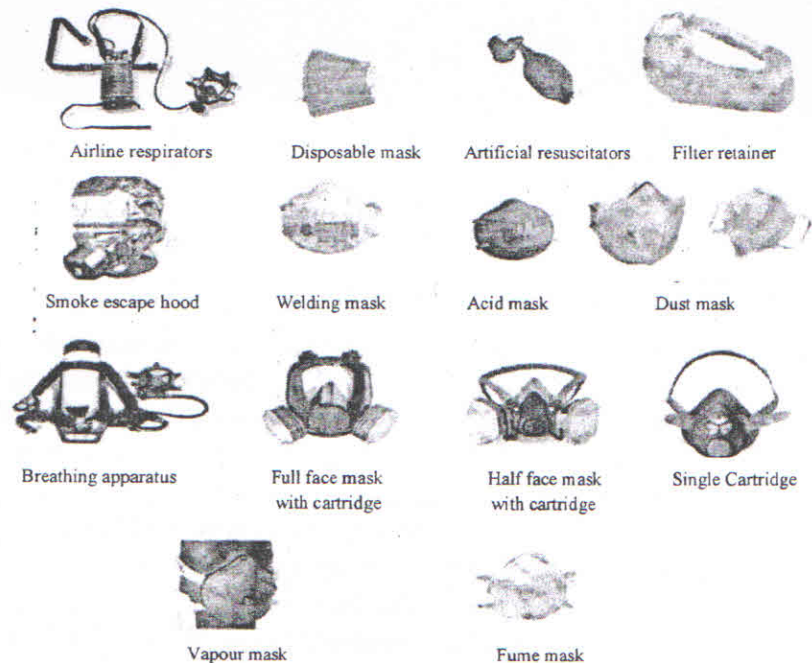 Airline respirators
Disposable mask
Artificial resuscitators
Filter retainer
Smoke escape hood
Welding mask
Acid mask
Dust mask
Breathing apparatus
Full face mask
with cartridge
Half face mask
with cartridge
Single Cartridge
Vapour mask
Fume mask